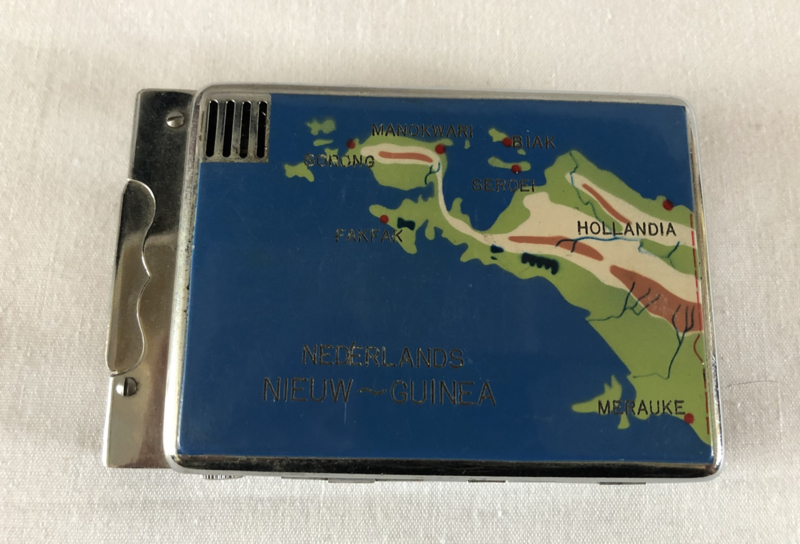 MANOKWARI
BIAK
SORONG
SEROEI
HOLLANDIA
FAKFAK
NEDERLANDS
NIEUW ~ GUINEA
MERAUKE